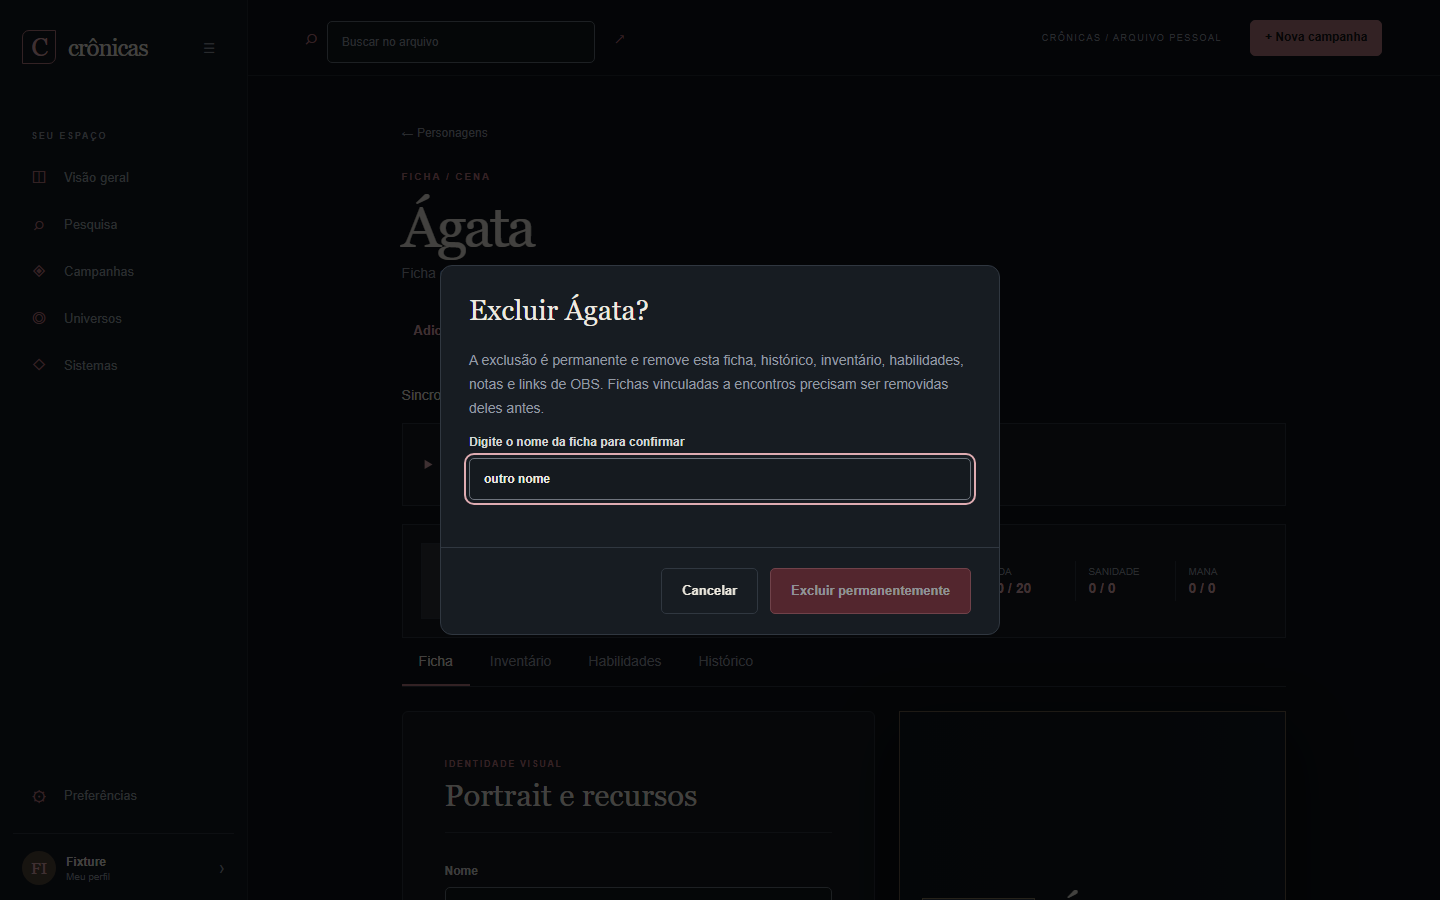 C crônicas
Buscar no arquivo
CRÔNICAS / ARQUIVO PESSOAL
+ Nova campanha
SEU ESPAÇO
Visão geral
Pesquisa
Campanhas
Universos
Sistemas
Preferências
FI
Fixture
Meu perfil
← Personagens
FICHA / CENA
Ágata
Ficha
Adic
Sincro
Excluir Ágata?
A exclusão é permanente e remove esta ficha, histórico, inventário, habilidades,
notas e links de OBS. Fichas vinculadas a encontros precisam ser removidas
deles antes.
Digite o nome da ficha para confirmar
outro nome
Cancelar
Excluir permanentemente
DA
0 / 20
SANIDADE
0 / 0
MANA
0 / 0
Ficha
Inventário
Habilidades
Histórico
IDENTIDADE VISUAL
Portrait e recursos
Nome